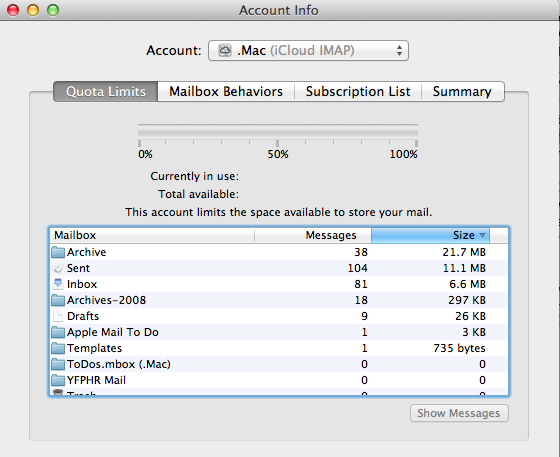 Account Info
Account: .Mac (iCloud IMAP)
Quota Limits Mailbox Behaviors Subscription List Summary
0% 50% 100%
Currently in use:
Total available:
This account limits the space available to store your mail.
Mailbox Messages Size
Archive 38 21.7 MB
Sent 104 11.1 MB
Inbox 81 6.6 MB
Archives-2008 18 297 KB
Drafts 9 26 KB
Apple Mail To Do 1 3 KB
Templates 1 735 bytes
ToDos.mbox (.Mac) 0 0
YFPHR Mail 0 0
Trash 0 0
Show Messages